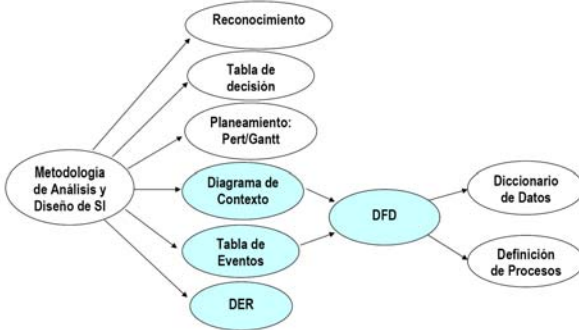 Reconocimiento
Tabla de
decisión
Planeamiento:
Pert/Gantt
Metodología
de Análisis y
Diseño de SI
Diagrama de
Contexto
Tabla de
Eventos
DER
DFD
Diccionario
de Datos
Definición
de Procesos